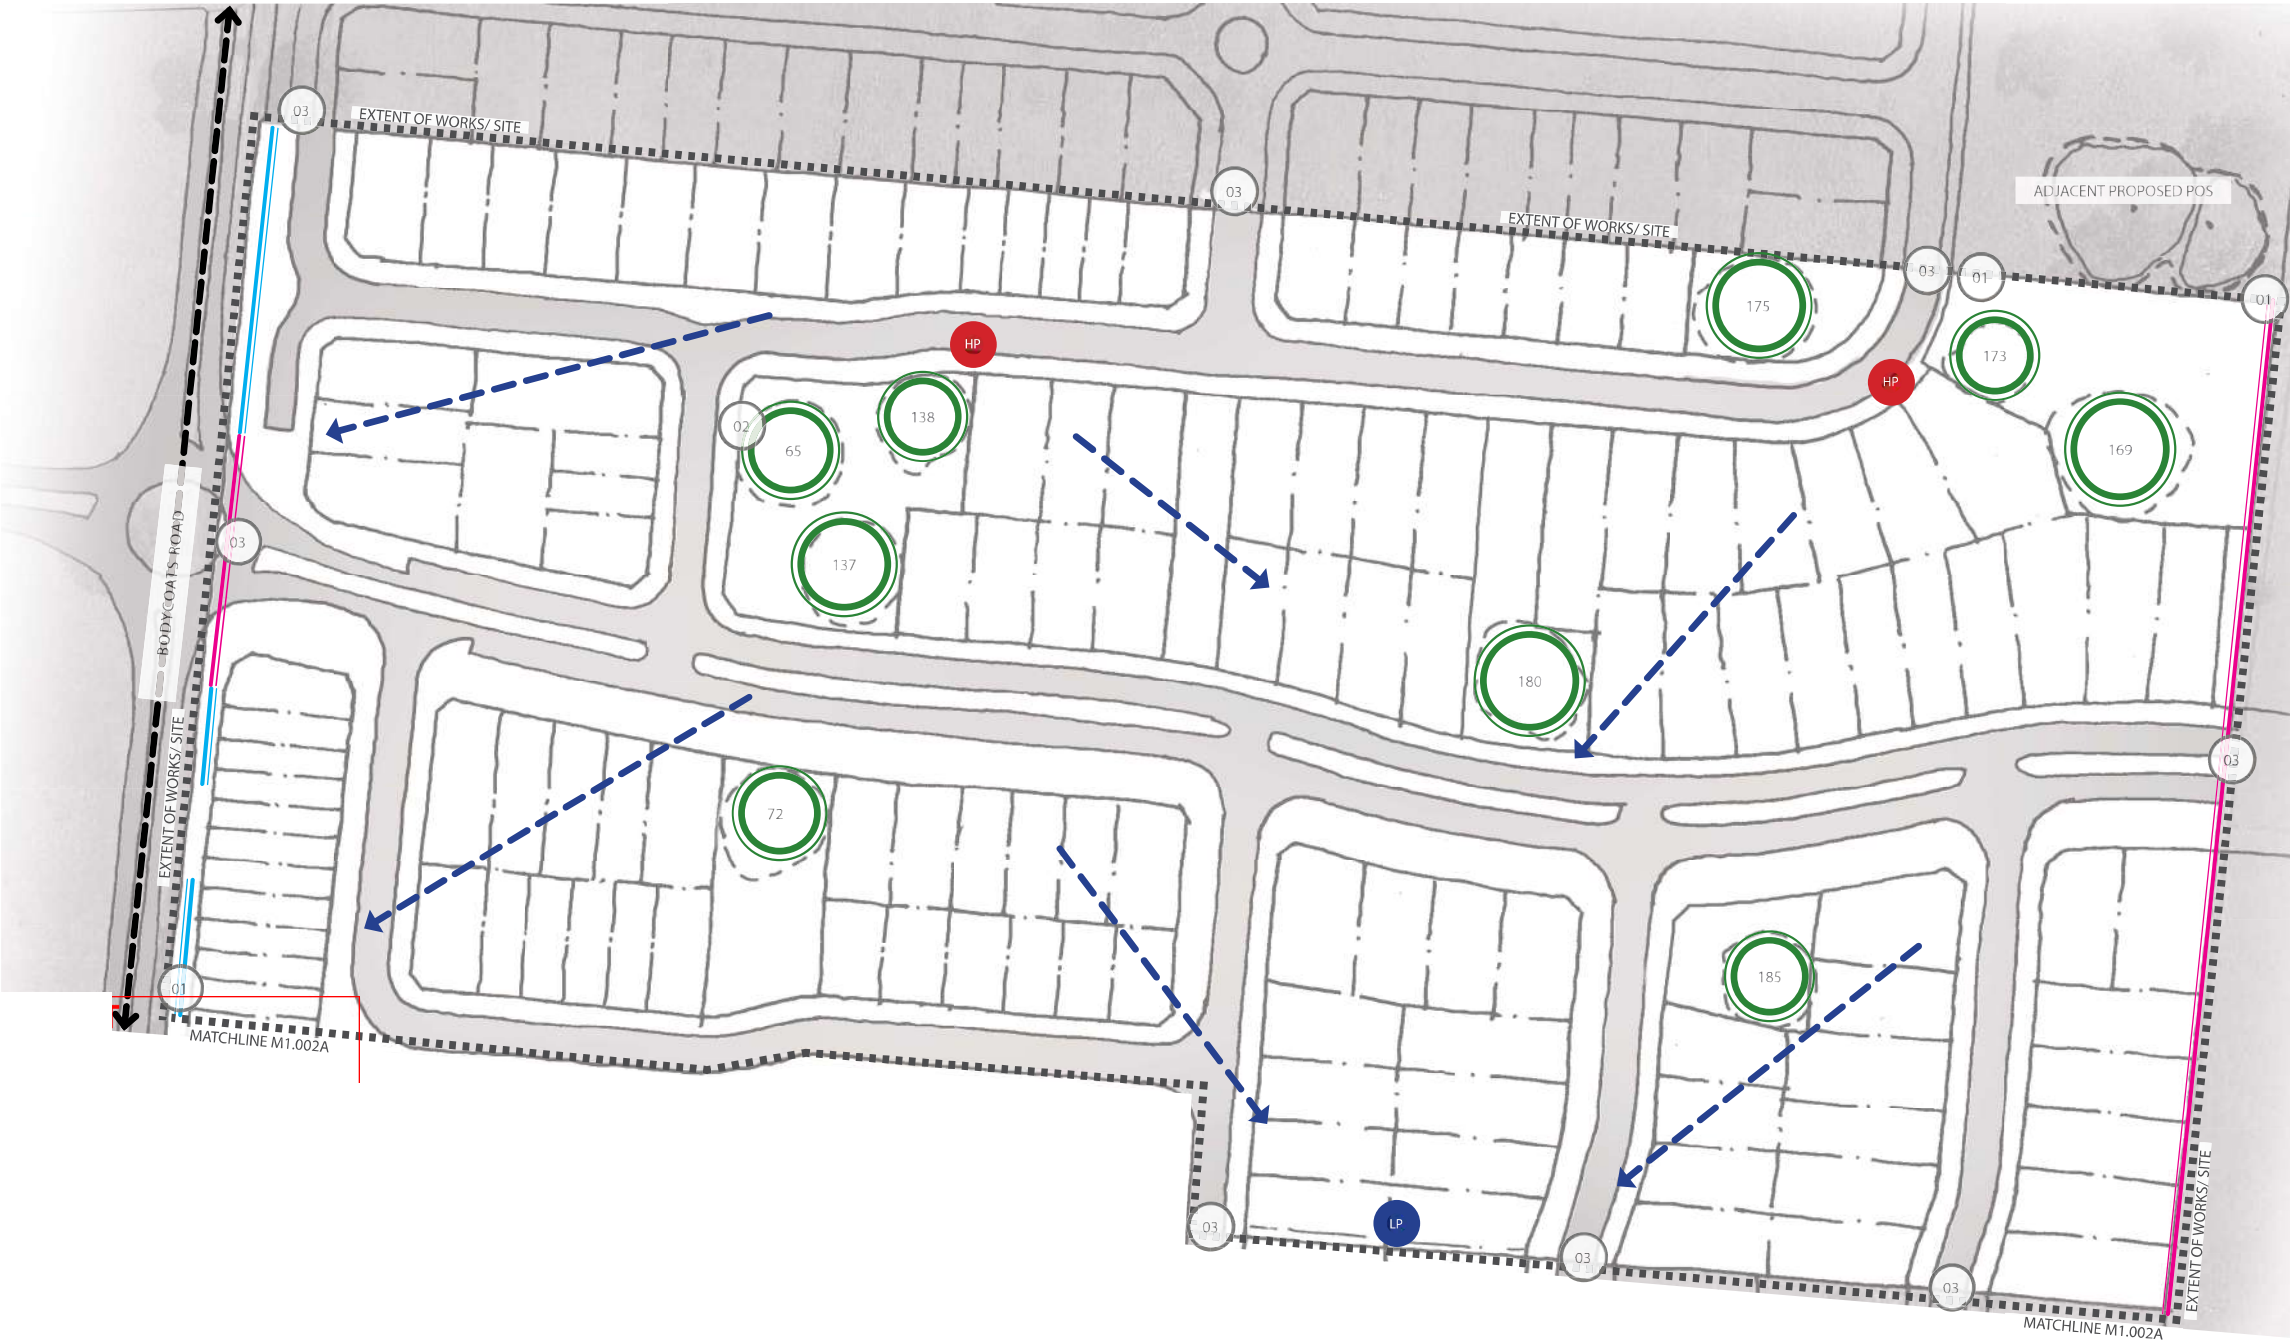 03
EXTENT OF WORKS/ SITE
03
EXTENT OF WORKS/ SITE
ADJACENT PROPOSED POS
03
01
01
175
173
HP
HP
138
02
65
169
BODYCOATS ROAD
03
137
180
EXTENT OF WORKS/ SITE
72
03
185
01
MATCHLINE M1.002A
LP
03
03
03
EXTENT OF WORKS/ SITE
MATCHLINE M1.002A